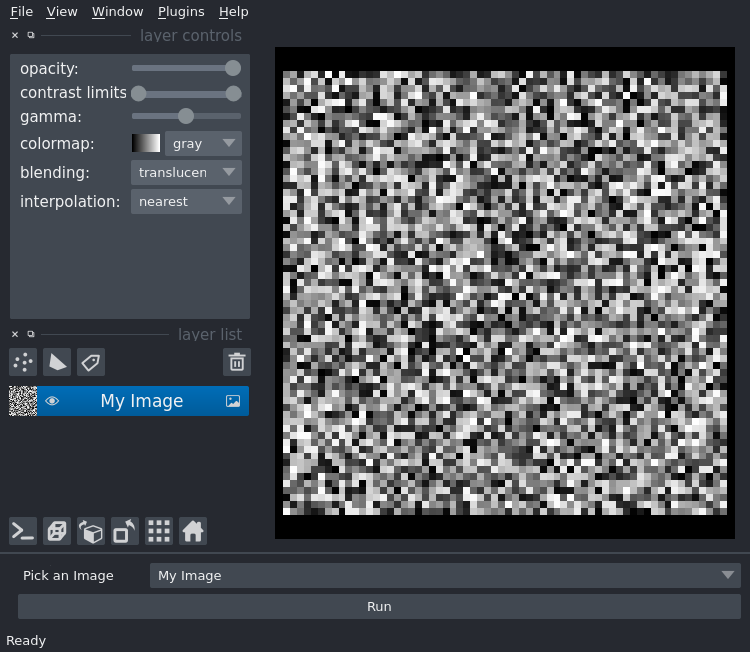 File View Window Plugins Help
layer controls
opacity:
contrast limits
gamma:
colormap: gray
blending: translucen
interpolation: nearest
layer list
My Image
Pick an Image My Image
Run
Ready